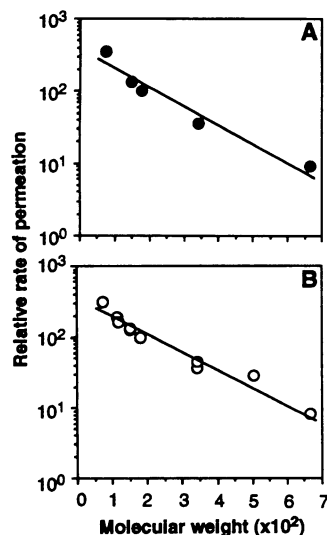 A
10³
10²
10¹
10⁰
B
10³
10²
10¹
10⁰
Relative rate of permeation
0 1 2 3 4 5 6 7
Molecular weight (x10²)